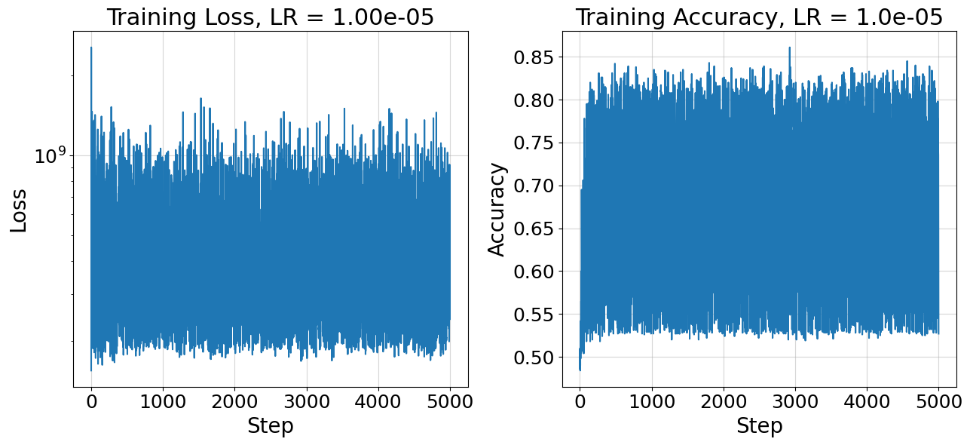 Training Loss, LR = 1.00e-05
Loss
10⁹
0 1000 2000 3000 4000 5000
Step
Training Accuracy, LR = 1.0e-05
Accuracy
0.85
0.80
0.75
0.70
0.65
0.60
0.55
0.50
0 1000 2000 3000 4000 5000
Step